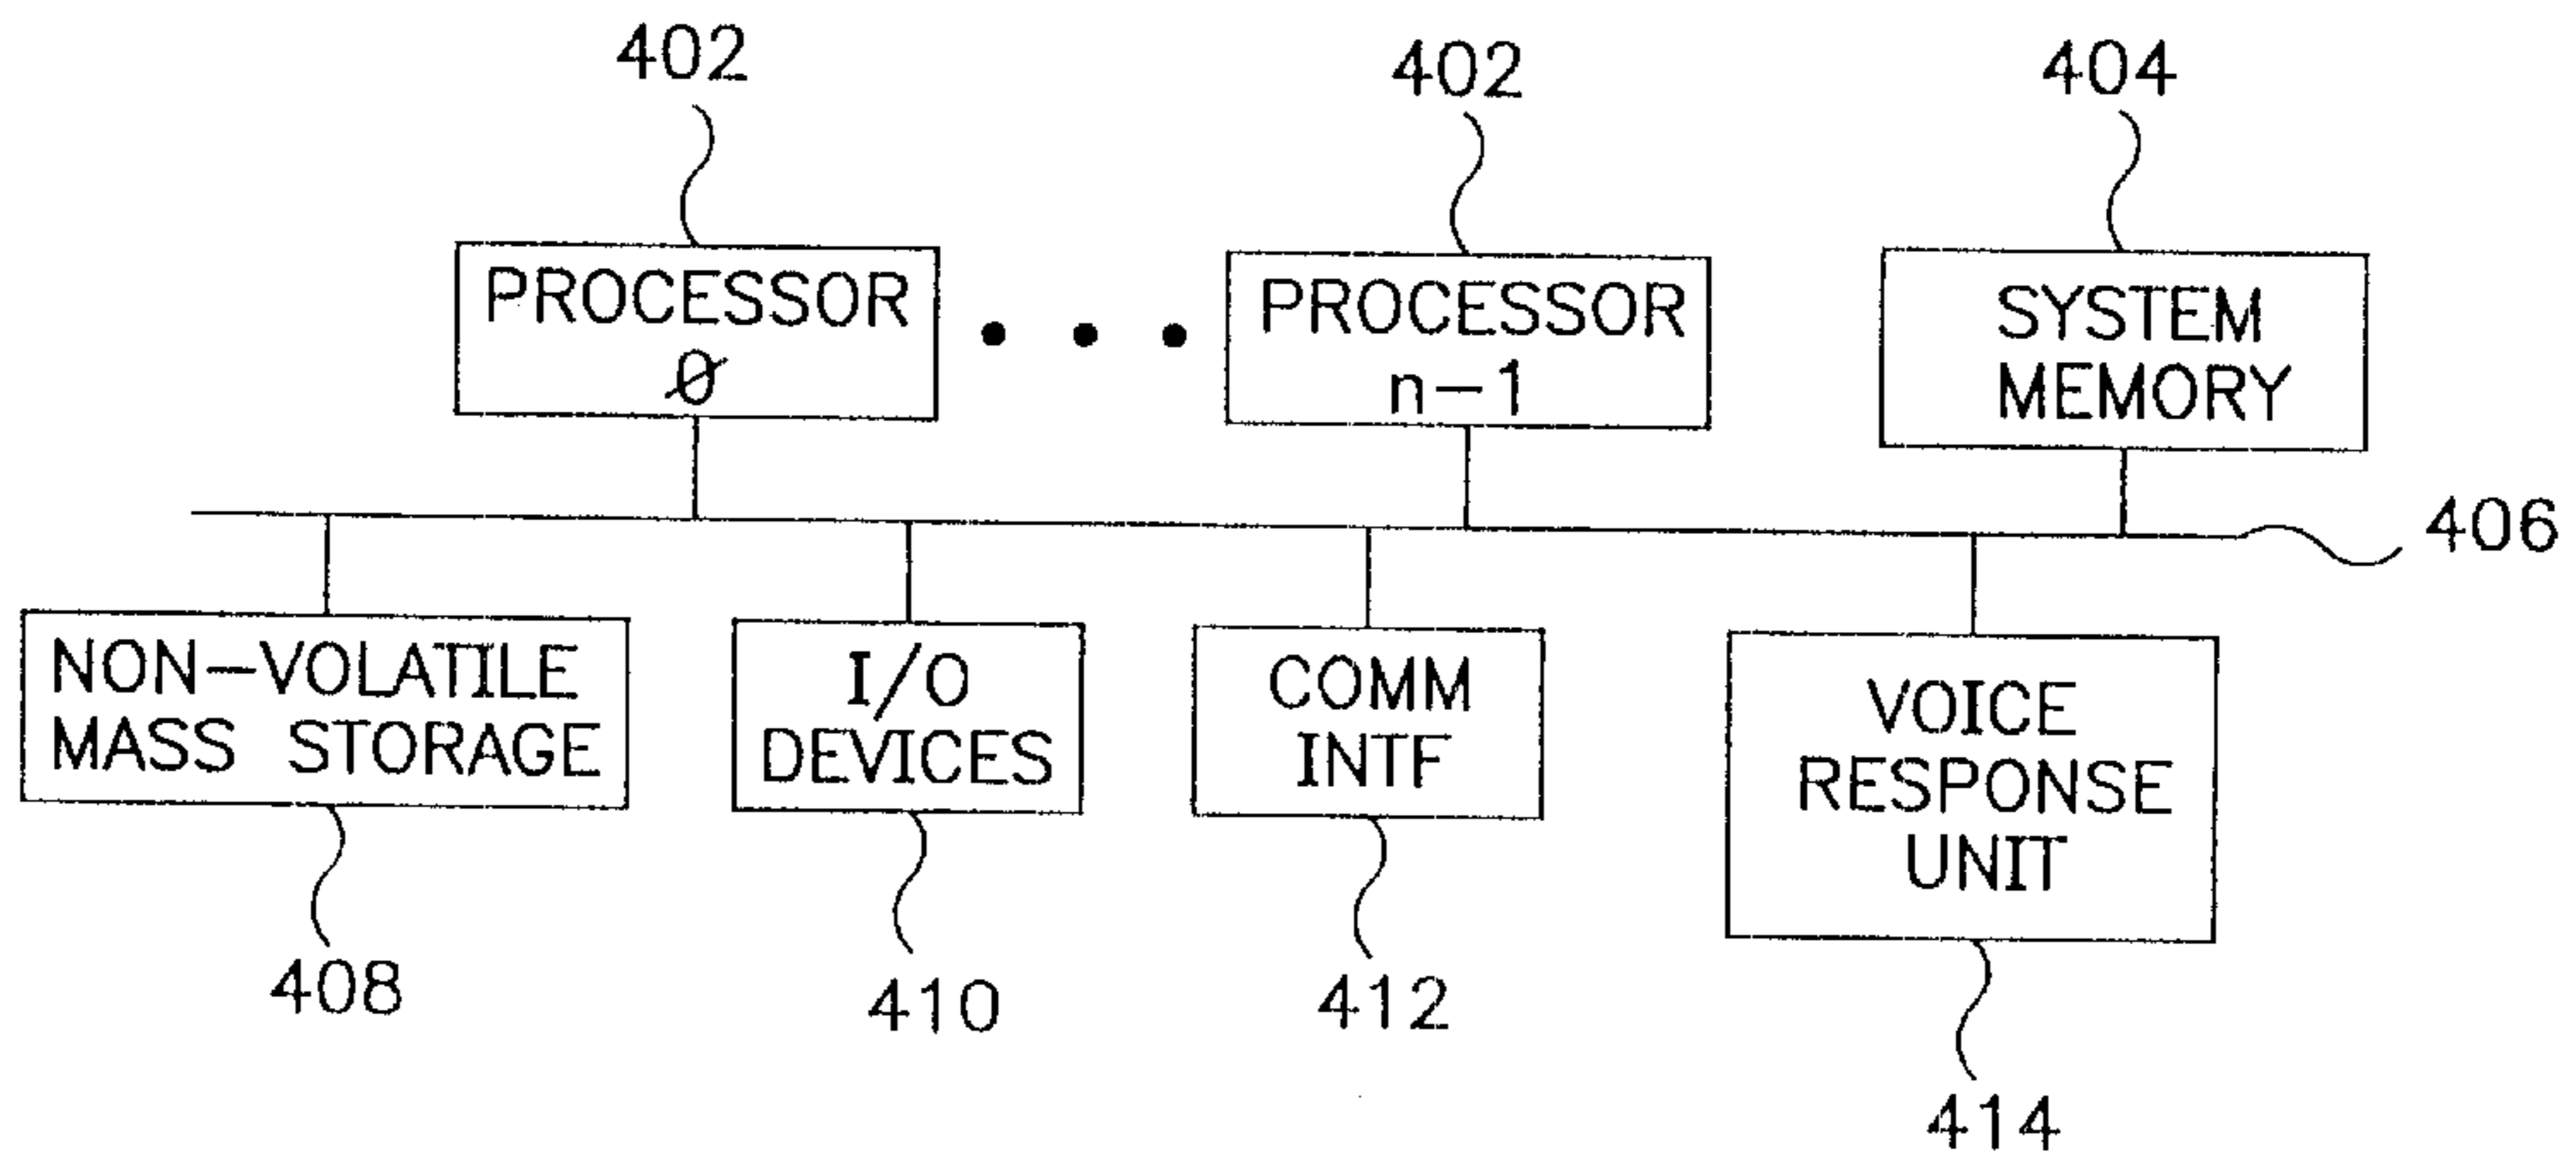 402
402
404
PROCESSOR
0
PROCESSOR
n-1
SYSTEM
MEMORY
406
NON-VOLATILE
MASS STORAGE
I/O
DEVICES
COMM
INTF
VOICE
RESPONSE
UNIT
408
410
412
414